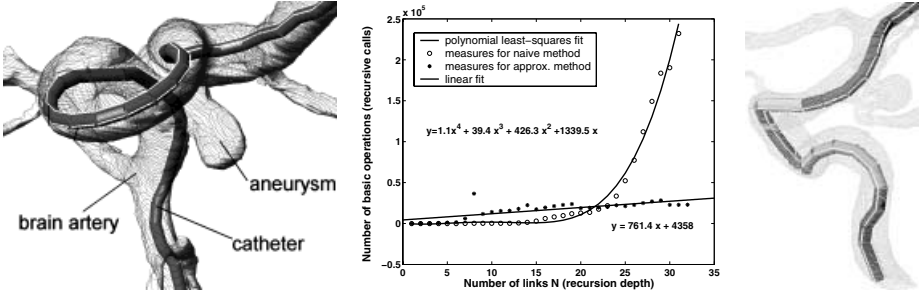 brain artery
aneurysm
catheter
x 10^5
Number of basic operations (recursive calls)
2.5
2
1.5
1
0.5
0
−0.5
polynomial least−squares fit
measures for naive method
measures for approx. method
linear fit
y=1.1x^4 + 39.4 x^3 + 426.3 x^2 +1339.5 x
y = 761.4 x + 4358
0 5 10 15 20 25 30 35
Number of links N (recursion depth)